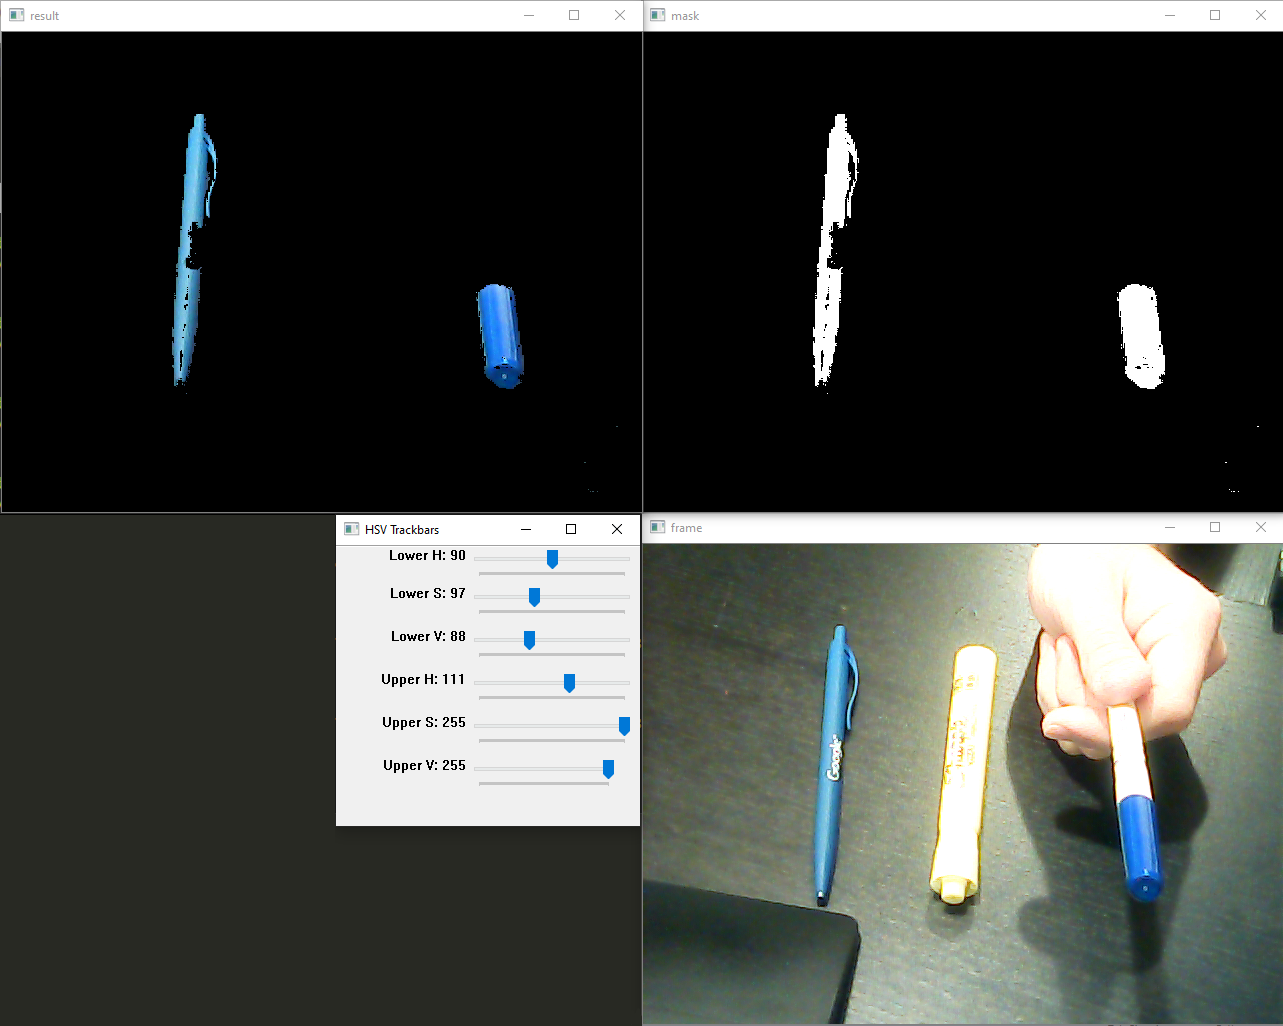 result
mask
HSV Trackbars
Lower H: 90
Lower S: 97
Lower V: 88
Upper H: 111
Upper S: 255
Upper V: 255
frame
Google